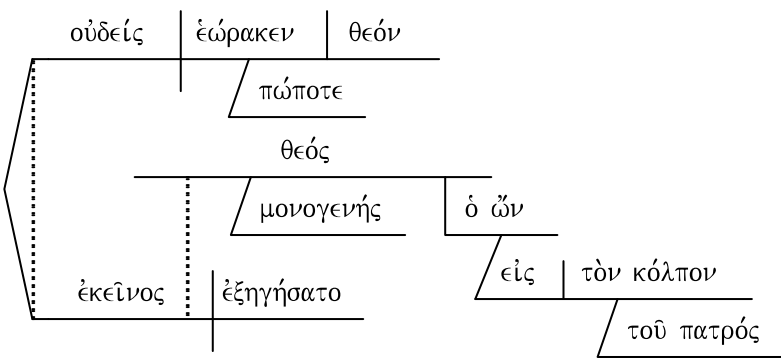 οὐδείς ἑώρακεν θεόν
πώποτε
θεός
μονογενής ὁ ὤν
εἰς τὸν κόλπον
ἐκεῖνος ἐξηγήσατο
τοῦ πατρός